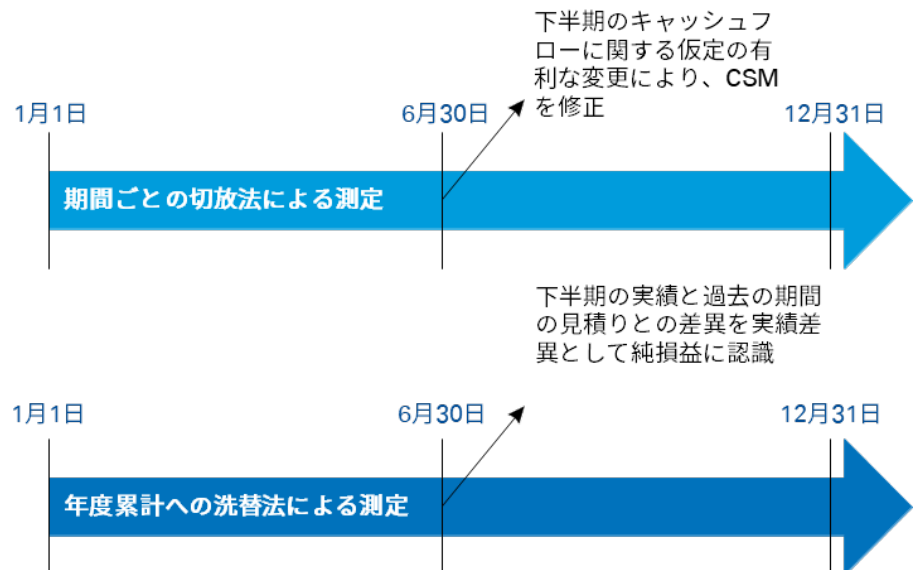 下半期のキャッシュフ
ローに関する仮定の有
利な変更により、CSM
を修正
1月1日
6月30日
12月31日
期間ごとの切放法による測定
下半期の実績と過去の期間
の見積りとの差異を実績差
異として純損益に認識
1月1日
6月30日
12月31日
年度累計への洗替法による測定